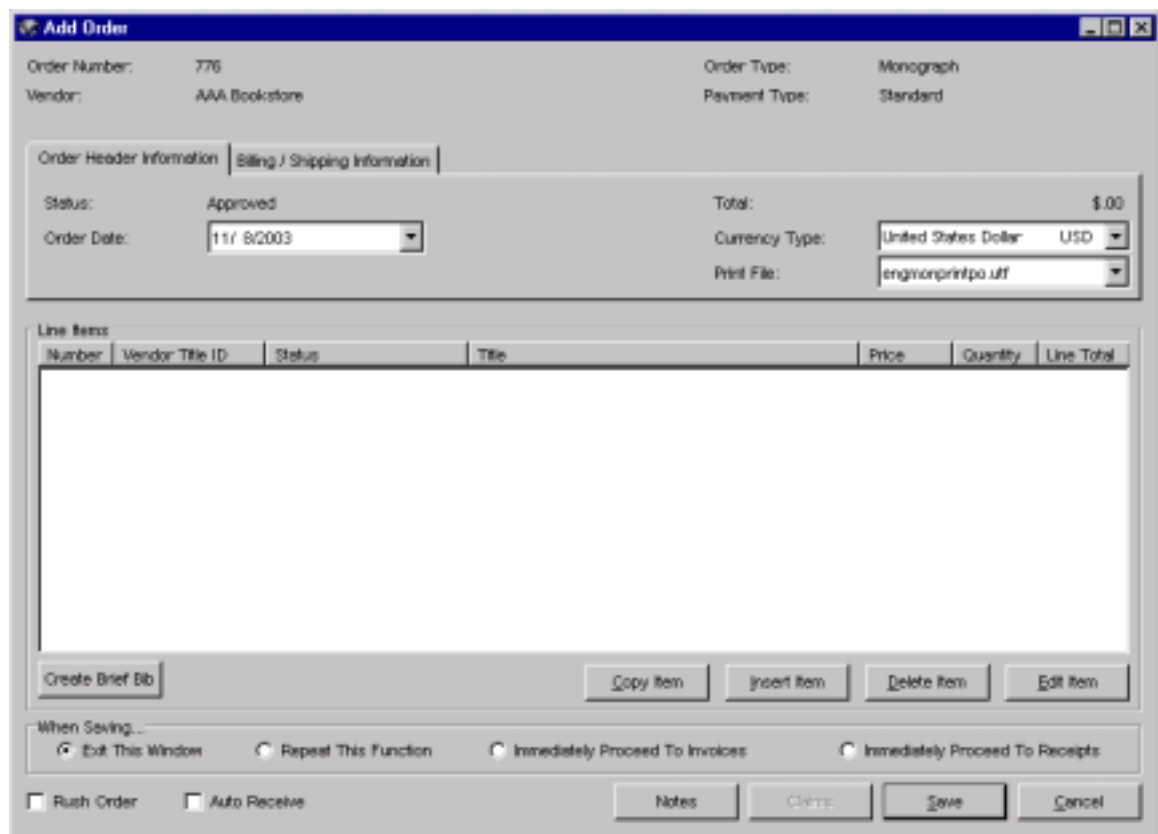 Add Order
Order Number: 776 Order Type: Monograph
Vendor: AAA Bookstore Payment Type: Standard
Order Header Information Billing / Shipping Information
Status: Approved Total: $.00
Order Date: 11/ 8/2003 Currency Type: United States Dollar USD
Print File: engmonprintpo.utf
Line Items
Number Vendor Title ID Status Title Price Quantity Line Total
Create Brief Bib Copy Item Insert Item Delete Item Edit Item
When Saving...
Exit This Window Repeat This Function Immediately Proceed To Invoices Immediately Proceed To Receipts
Rush Order Auto Receive Notes Claims Save Cancel